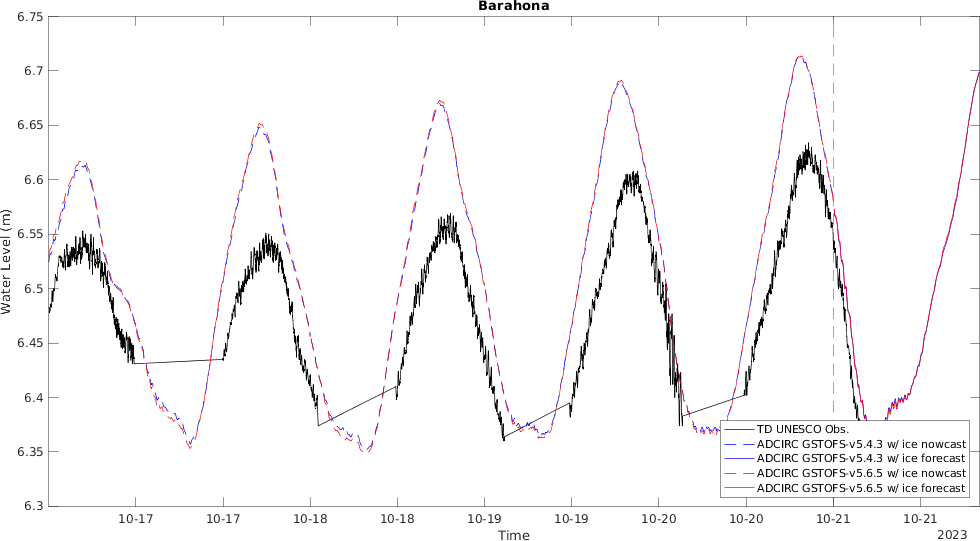 Barahona
6.75
6.7
6.65
6.6
6.55
6.5
6.45
6.4
6.35
6.3
Water Level (m)
TD UNESCO Obs.
ADCIRC GSTOFS-v5.4.3 w/ ice nowcast
ADCIRC GSTOFS-v5.4.3 w/ ice forecast
ADCIRC GSTOFS-v5.6.5 w/ ice nowcast
ADCIRC GSTOFS-v5.6.5 w/ ice forecast
10-17 10-17 10-18 10-18 10-19 10-19 10-20 10-20 10-21 10-21
Time
2023